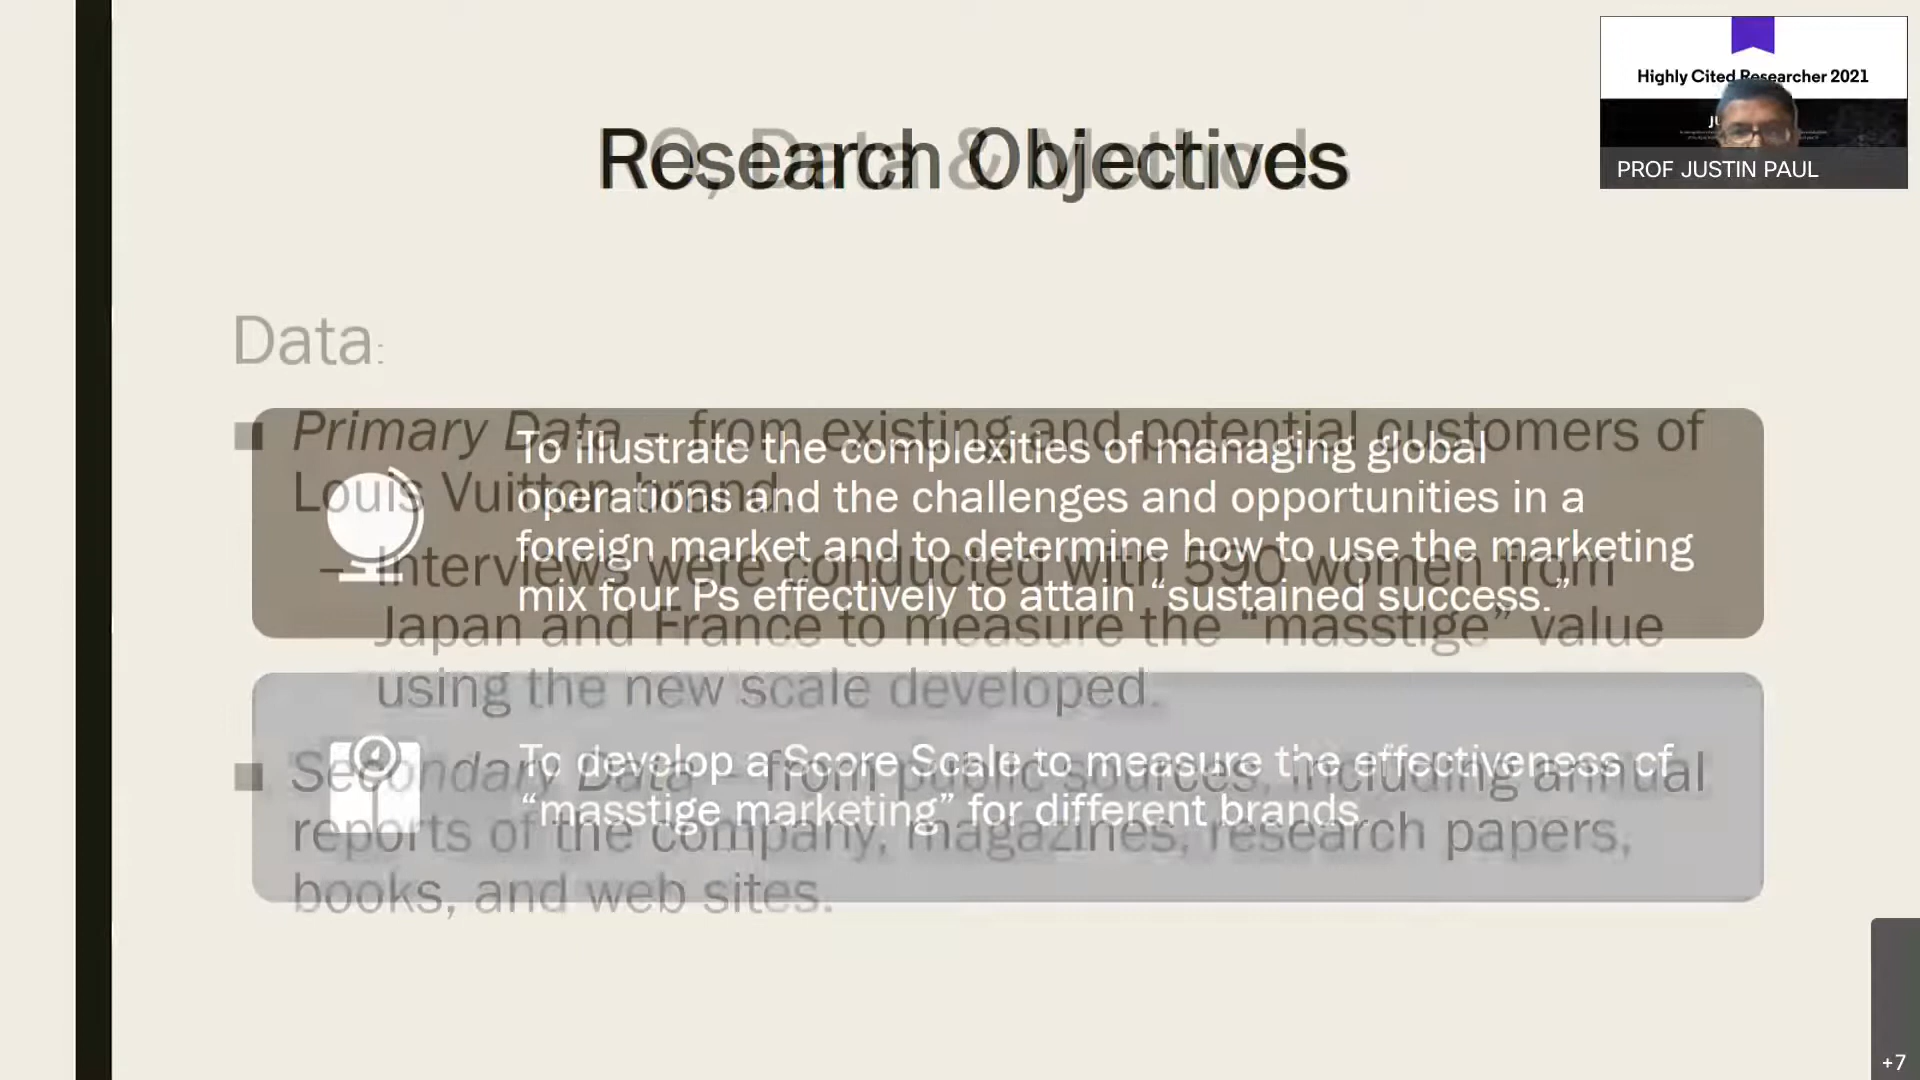 Highly Cited Researcher 2021
PROF JUSTIN PAUL
Research Objectives
Data & 
Data:
Primary Data – from existing and potential customers of
Louis Vuitton brand.
– Interviews were conducted with 590 women from
Japan and France to measure the “masstige” value
using the new scale developed.
Secondary Data – from public sources, including annual
reports of the company, magazines, research papers,
books, and web sites.
To illustrate the complexities of managing global
operations and the challenges and opportunities in a
foreign market and to determine how to use the marketing
mix four Ps effectively to attain “sustained success.”
To develop a Score Scale to measure the effectiveness of
“masstige marketing” for different brands
+7